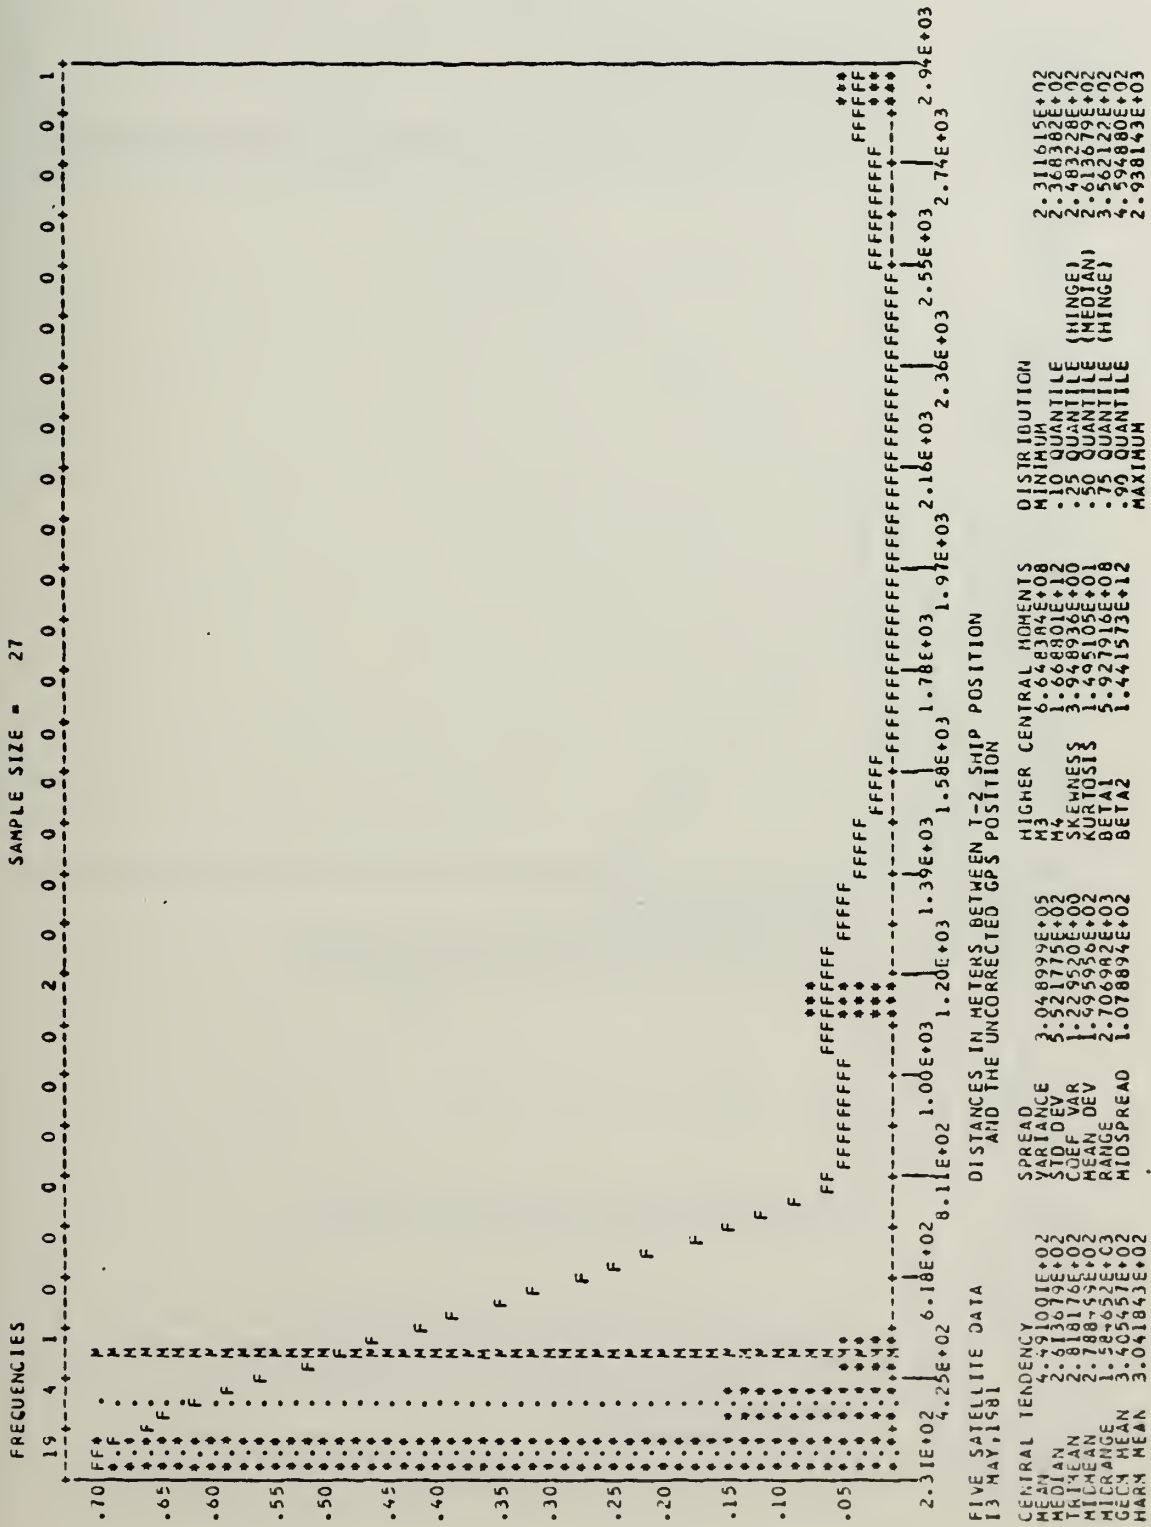 FREQUENCIES SAMPLE SIZE = 27
19 4 1 0 0 0 0 0 0 2 0 0 0 0 0 0 0 0 0 0 0 0 0 0 0 0 0 1
.70
.65
.60
.55
.50
.45
.40
.35
.30
.25
.20
.15
.10
.05
2.31E+02 4.25E+02 6.18E+02 8.11E+02 1.00E+03 1.20E+03 1.39E+03 1.58E+03 1.78E+03 1.97E+03 2.16E+03 2.36E+03 2.55E+03 2.74E+03 2.94E+03
FIVE SATELLITE DATA DISTANCES IN METERS BETWEEN T-2 SHIP POSITION
13 MAY,1981 AND THE UNCORRECTED GPS POSITION
CENTRAL TENDENCY SPREAD HIGHER CENTRAL MOMENTS DISTRIBUTION
MEAN 4.491001E+02 VARIANCE 3.048999E+05 M3 6.648384E+08 MINIMUM 2.311615E+02
MEDIAN 2.613679E+02 STD DEV 5.521775E+02 M4 1.668801E+12 .10 QUANTILE 2.368382E+02
TRIMEAN 2.818176E+02 COEF VAR 1.229520E+00 SKEWNESS 3.948936E+00 .25 QUANTILE (HINGE) 2.483228E+02
MIDMEAN MEAN DEV 1.995956E+02 KURTOSIS 1.495105E+01 .50 QUANTILE (MEDIAN) 2.613679E+02
MIDRANGE 1.584652E+03 RANGE 2.706982E+03 BETA1 5.927916E+08 .75 QUANTILE (HINGE) 3.562122E+02
GEOM MEAN 3.405457E+02 MIDSPREAD 1.078894E+02 BETA2 1.441573E+12 .90 QUANTILE 4.594880E+02
HARM MEAN 3.041843E+02 MAXIMUM 2.938143E+03